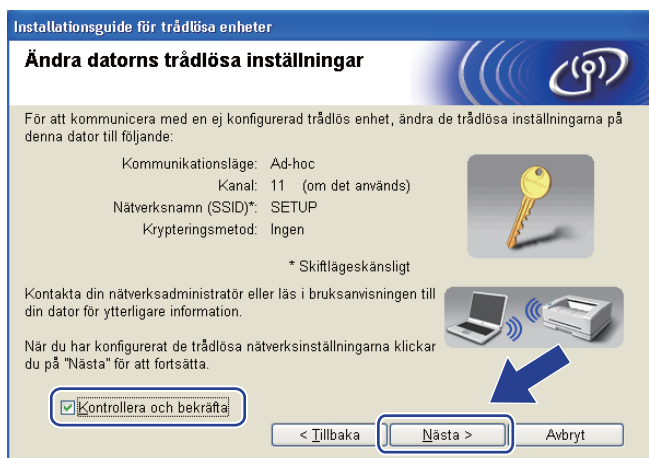 Installationsguide för trådlösa enheter
Ändra datorns trådlösa inställningar
För att kommunicera med en ej konfigurerad trådlös enhet, ändra de trådlösa inställningarna på
denna dator till följande:
Kommunikationsläge: Ad-hoc
Kanal: 11 (om det används)
Nätverksnamn (SSID)*: SETUP
Krypteringsmetod: Ingen
* Skiftlägeskänsligt
Kontakta din nätverksadministratör eller läs i bruksanvisningen till
din dator för ytterligare information.
När du har konfigurerat de trådlösa nätverksinställningarna klickar
du på "Nästa" för att fortsätta.
Kontrollera och bekräfta
< Tillbaka Nästa > Avbryt